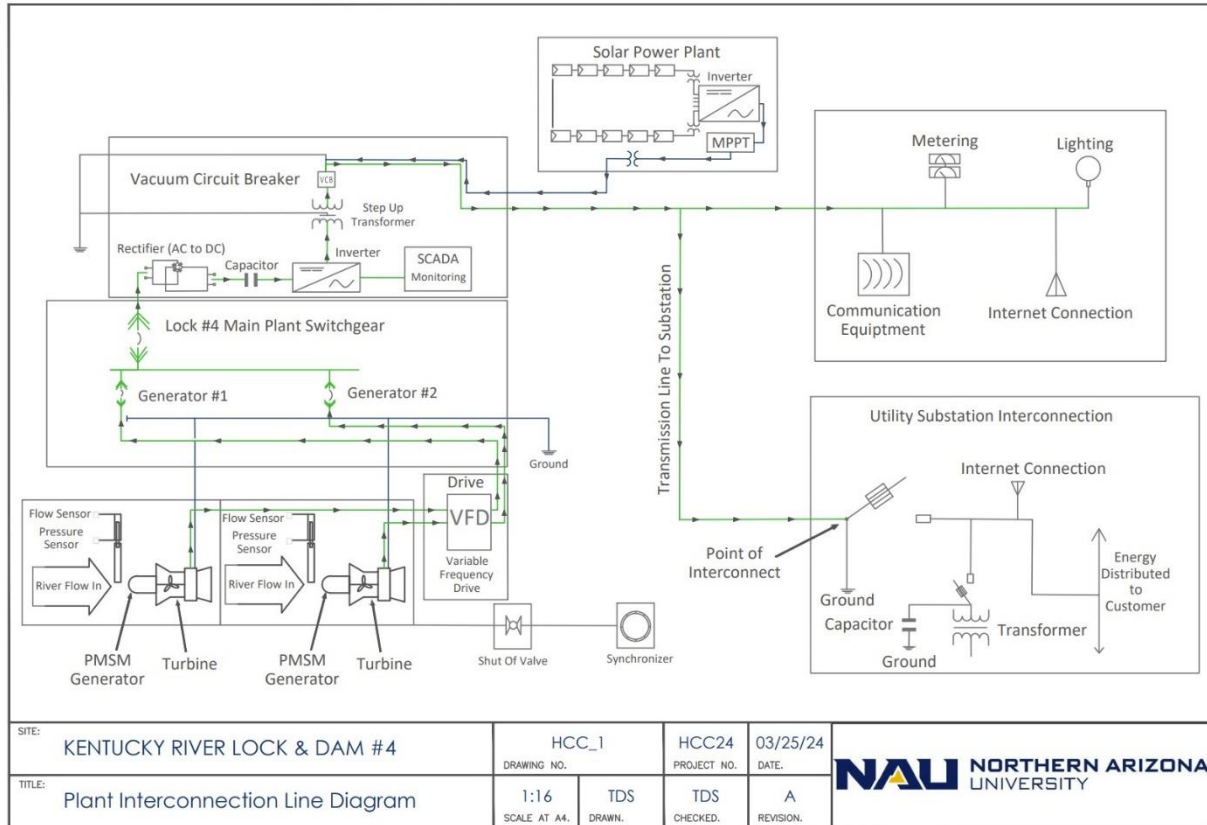 Solar Power Plant
Inverter
MPPT
Metering
Lighting
Communication
Equiptment
Internet Connection
Vacuum Circuit Breaker
VCB
Step Up
Transformer
Rectifier (AC to DC)
Capacitor
Inverter
SCADA
Monitoring
Lock #4 Main Plant Switchgear
Generator #1
Generator #2
Ground
Transmission Line To Substation
Drive
VFD
Variable
Frequency
Drive
Flow Sensor
Pressure
Sensor
River Flow In
Flow Sensor
Pressure
Sensor
River Flow In
PMSM
Generator
Turbine
PMSM
Generator
Turbine
Shut Of Valve
Synchronizer
Utility Substation Interconnection
Internet Connection
Point of
Interconnect
Ground
Capacitor
Ground
Transformer
Energy
Distributed
to
Customer
SITE:
KENTUCKY RIVER LOCK & DAM #4
HCC_1
DRAWING NO.
HCC24
PROJECT NO.
03/25/24
DATE.
TITLE:
Plant Interconnection Line Diagram
1:16
SCALE AT A4.
TDS
DRAWN.
TDS
CHECKED.
A
REVISION.
NAU
NORTHERN ARIZONA
UNIVERSITY